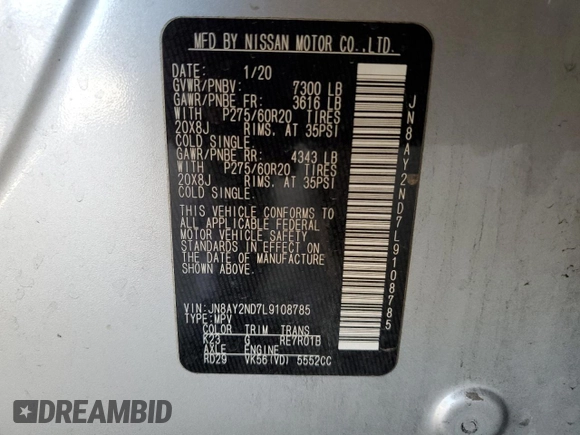 MFD BY NISSAN MOTOR CO.,LTD.
DATE: 1/20
GVWR/PNBV: 7300 LB
GAWR/PNBE FR: 3616 LB
WITH P275/60R20 TIRES
20X8J RIMS, AT 35PSI
COLD SINGLE.
GAWR/PNBE RR: 4343 LB
WITH P275/60R20 TIRES
20X8J RIMS, AT 35PSI
COLD SINGLE.
THIS VEHICLE CONFORMS TO
ALL APPLICABLE FEDERAL
MOTOR VEHICLE SAFETY
STANDARDS IN EFFECT ON
THE DATE OF MANUFACTURE
SHOWN ABOVE.
VIN:JN8AY2ND7L9108785
TYPE:MPV
COLOR TRIM TRANS
K23 G RE7R01B
AXLE ENGINE
RD29 VK56(VD) 5552CC
JN8AY2ND7L9108785
DREAMBID